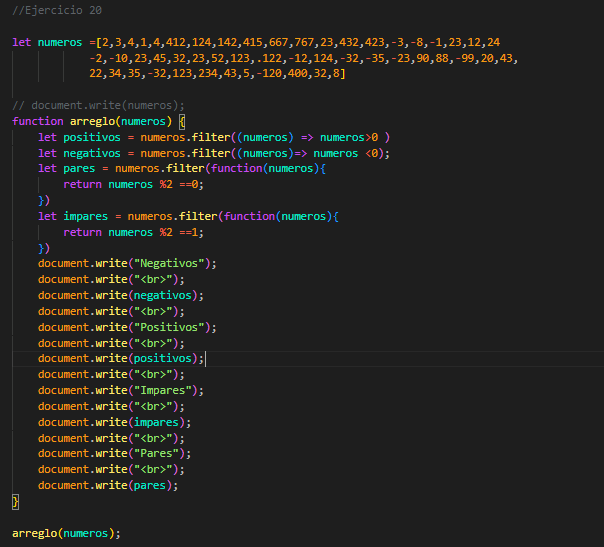 //Ejercicio 20
let numeros =[2,3,4,1,4,412,124,142,415,667,767,23,432,423,-3,-8,-1,23,12,24
-2,-10,23,45,32,23,52,123,.122,-12,124,-32,-35,-23,90,88,-99,20,43,
22,34,35,-32,123,234,43,5,-120,400,32,8]
// document.write(numeros);
function arreglo(numeros) {
let positivos = numeros.filter((numeros) => numeros>0 )
let negativos = numeros.filter((numeros)=> numeros <0);
let pares = numeros.filter(function(numeros){
return numeros %2 ==0;
})
let impares = numeros.filter(function(numeros){
return numeros %2 ==1;
})
document.write("Negativos");
document.write("<br>");
document.write(negativos);
document.write("<br>");
document.write("Positivos");
document.write("<br>");
document.write(positivos);
document.write("<br>");
document.write("Impares");
document.write("<br>");
document.write(impares);
document.write("<br>");
document.write("Pares");
document.write("<br>");
document.write(pares);
}
arreglo(numeros);